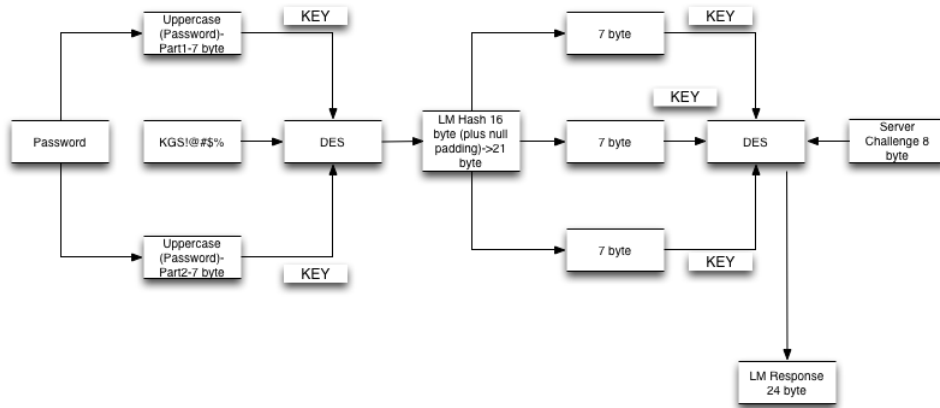 Uppercase
(Password)-
Part1-7 byte
KEY
7 byte
KEY
KEY
Password
KGS!@#$%
DES
LM Hash 16
byte (plus null
padding)->21
byte
7 byte
DES
Server
Challenge 8
byte
Uppercase
(Password)-
Part2-7 byte
KEY
7 byte
KEY
LM Response
24 byte